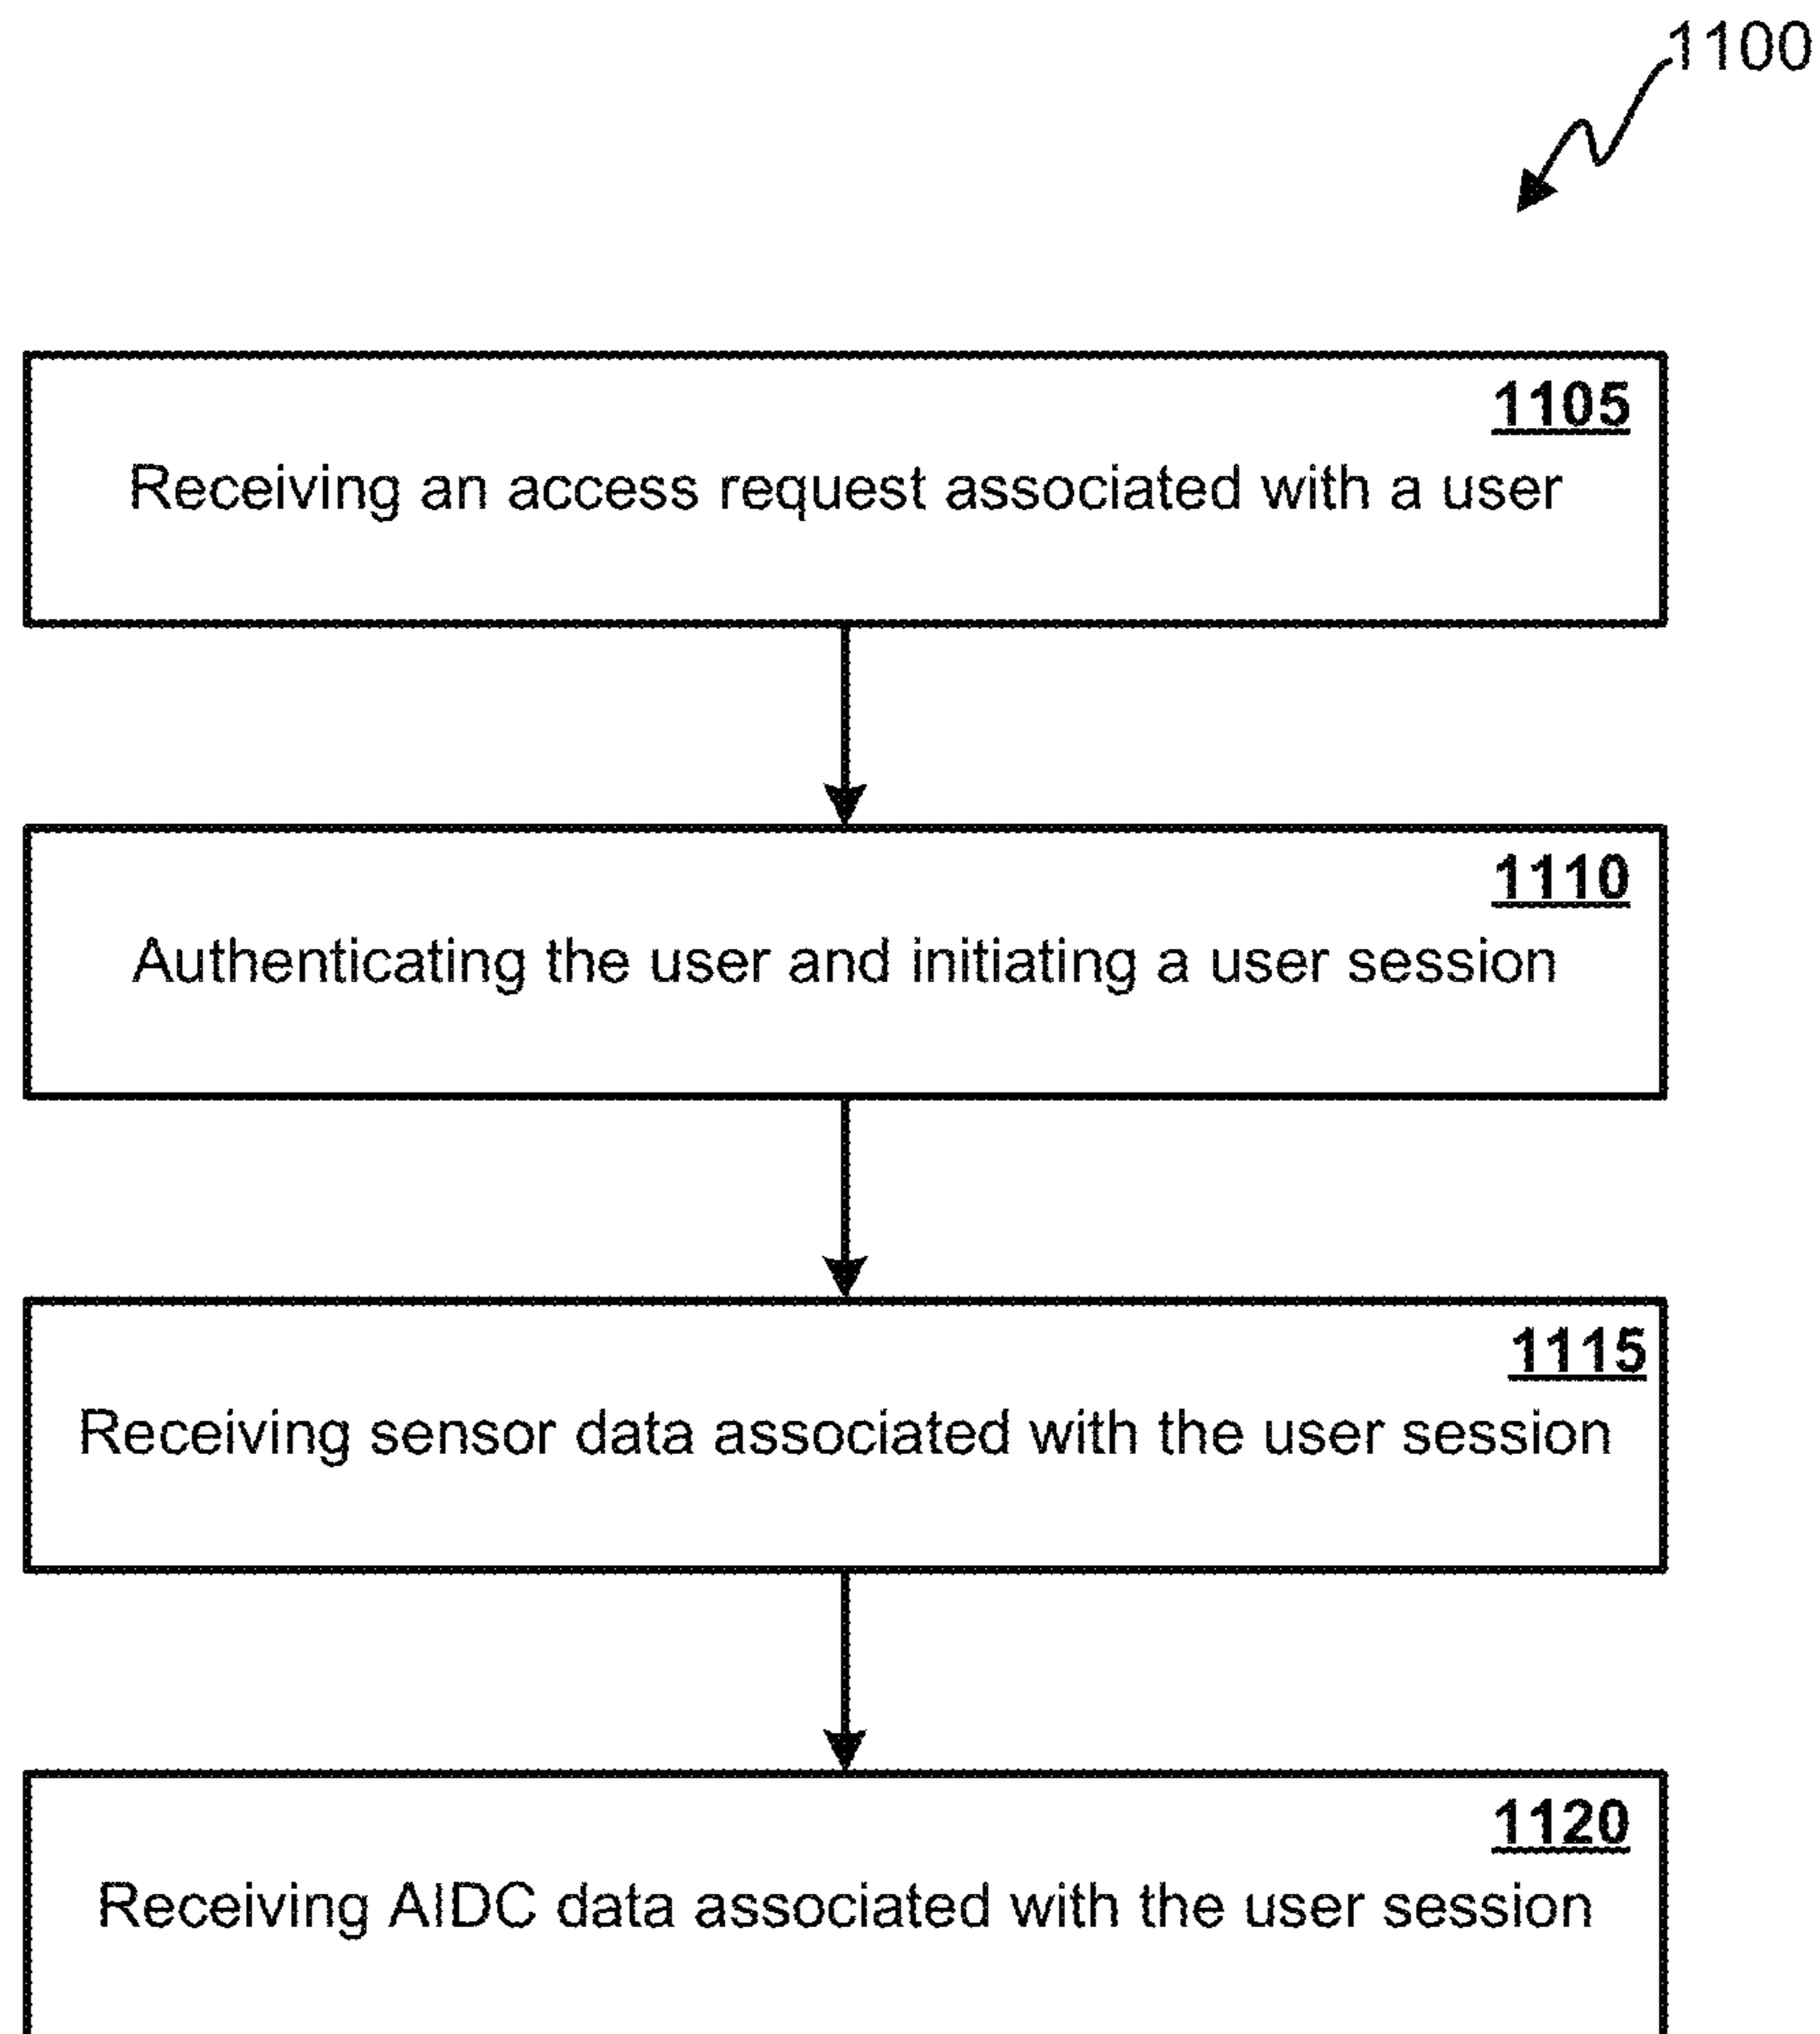 1100
1105
Receiving an access request associated with a user
1110
Authenticating the user and initiating a user session
1115
Receiving sensor data associated with the user session
1120
Receiving AIDC data associated with the user session